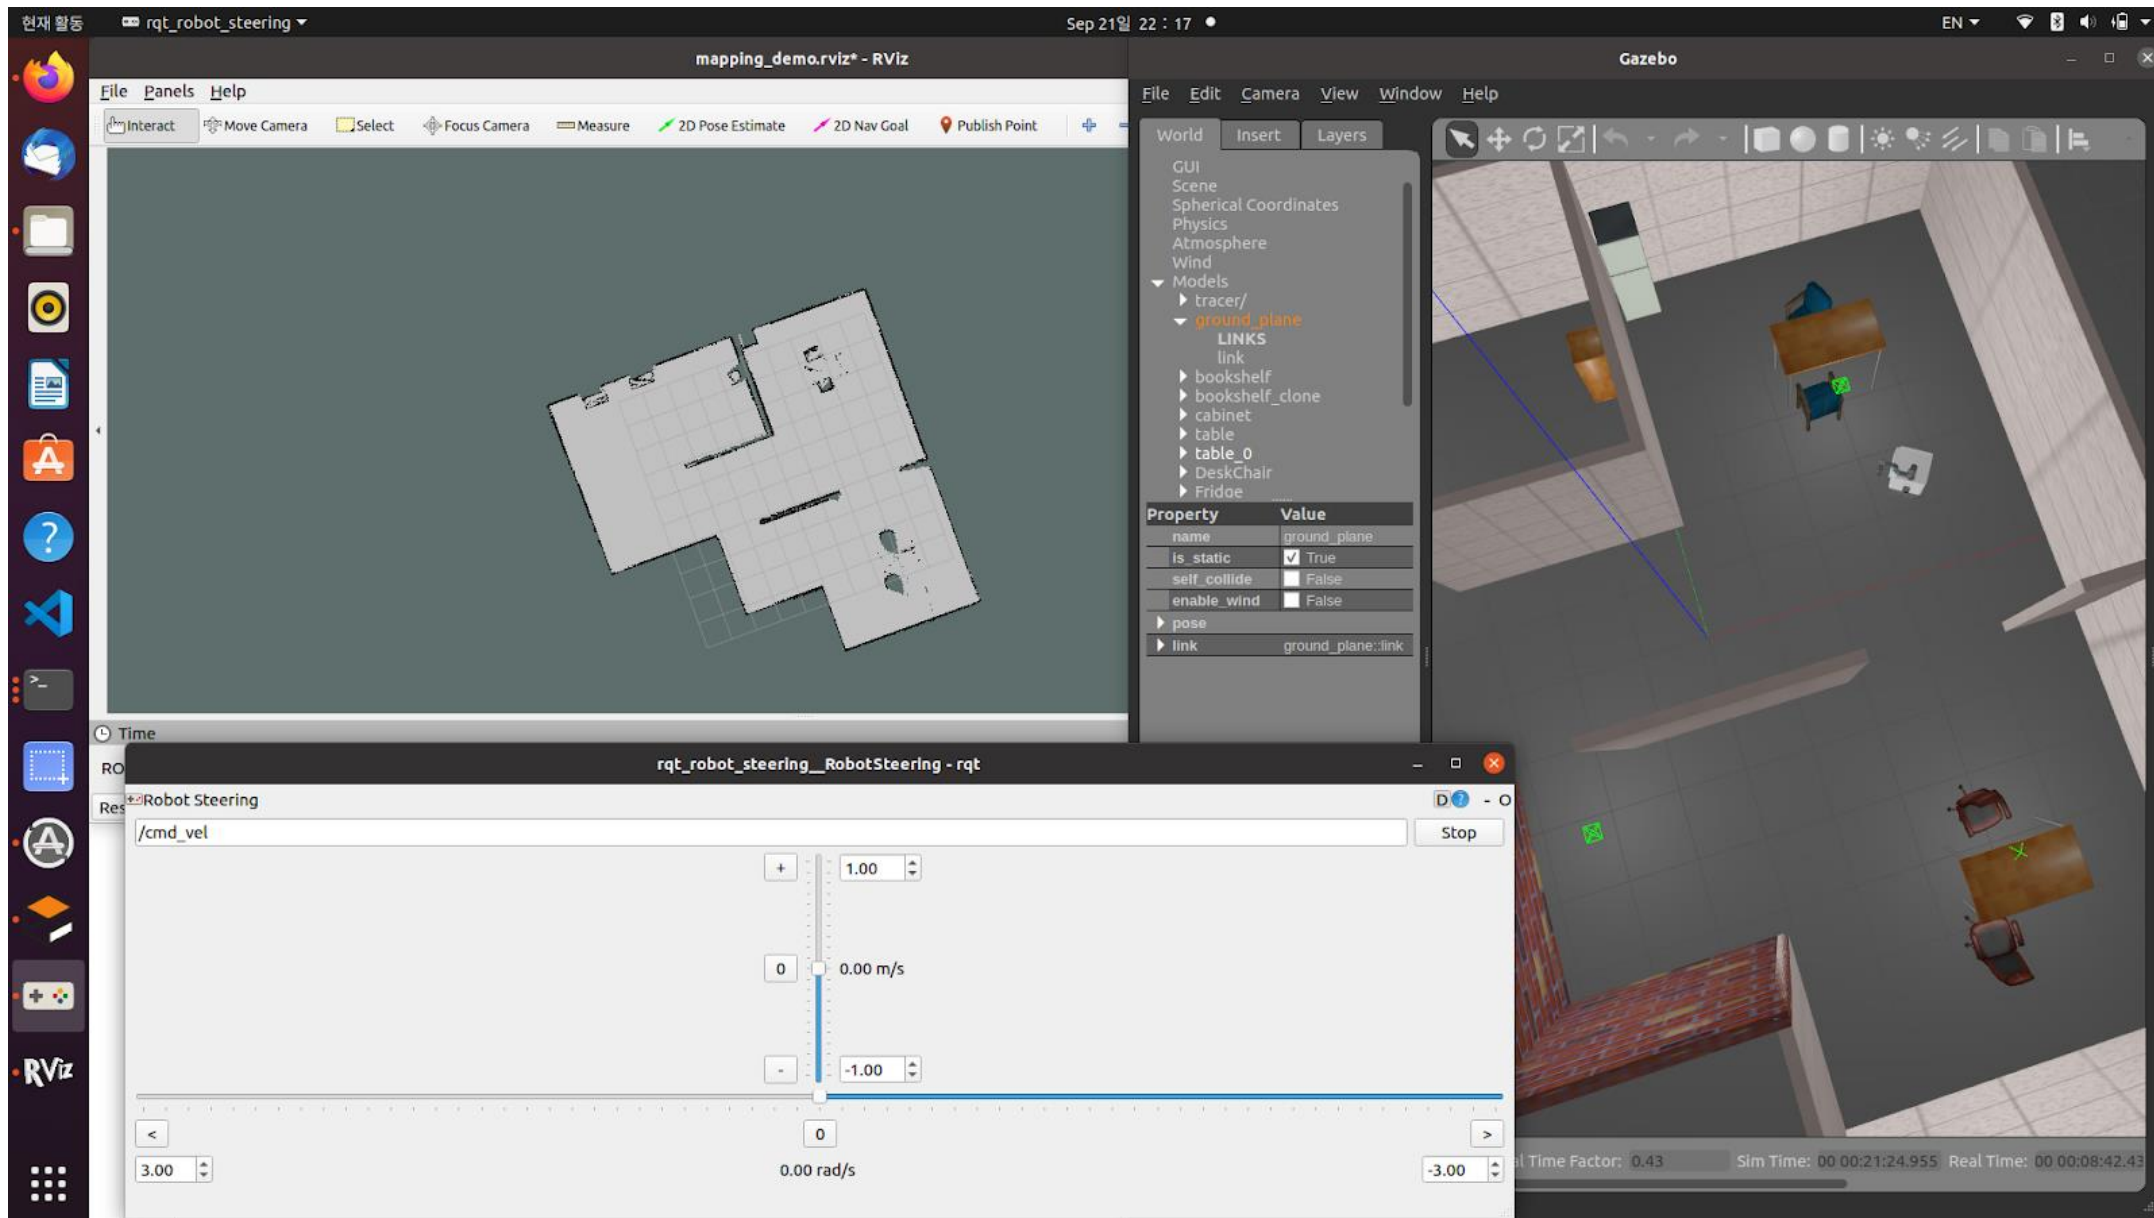 현재 활동 rqt_robot_steering Sep 21일 22 : 17 EN
mapping_demo.rviz* - RViz
File Panels Help
Interact Move Camera Select Focus Camera Measure 2D Pose Estimate 2D Nav Goal Publish Point
Time
RO
Res
Gazebo
File Edit Camera View Window Help
World Insert Layers
GUI
Scene
Spherical Coordinates
Physics
Atmosphere
Wind
Models
tracer/
ground_plane
LINKS
link
bookshelf
bookshelf_clone
cabinet
table
table_0
DeskChair
Fridge
Property Value
name ground_plane
is_static True
self_collide False
enable_wind False
pose
link ground_plane::link
rqt_robot_steering__RobotSteering - rqt
Robot Steering D ? - O
/cmd_vel Stop
+ 1.00
0 0.00 m/s
- -1.00
< 0 >
3.00 0.00 rad/s -3.00
l Time Factor: 0.43 Sim Time: 00 00:21:24.955 Real Time: 00 00:08:42.43
RViz